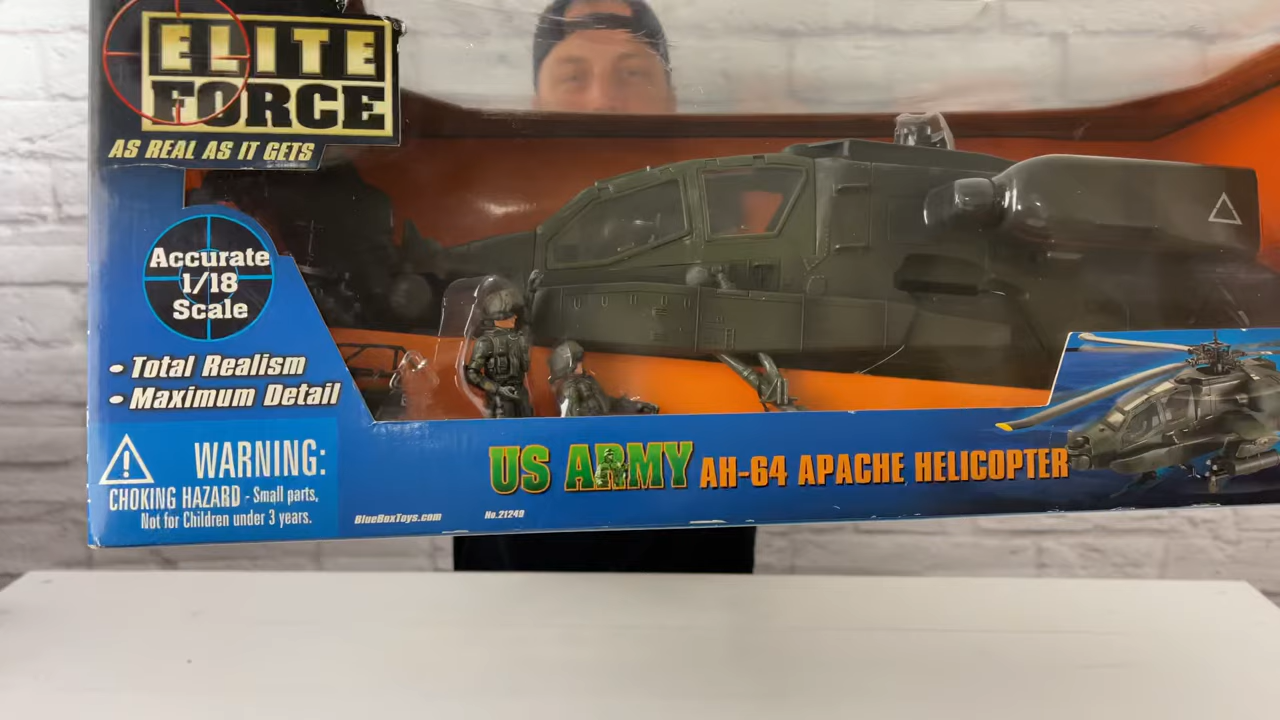 ELITE
FORCE
AS REAL AS IT GETS
Accurate
1/18
Scale
• Total Realism
• Maximum Detail
WARNING:
CHOKING HAZARD - Small parts,
Not for Children under 3 years.
US ARMY AH-64 APACHE HELICOPTER
BlueBoxToys.com
No.21249